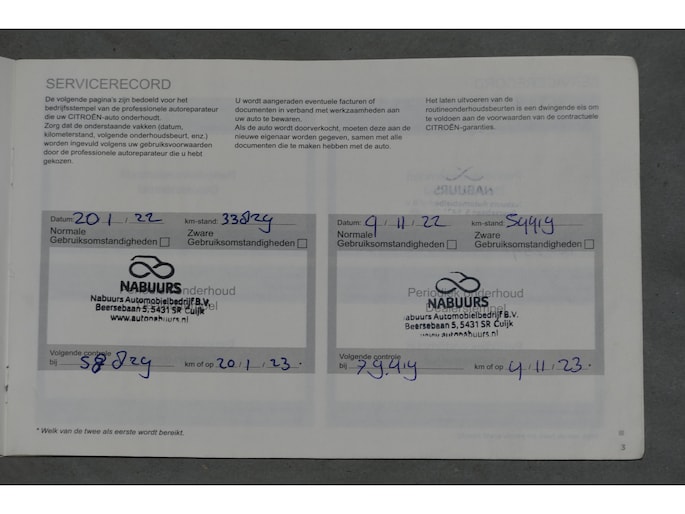 SERVICERECORD
De volgende pagina's zijn bedoeld voor het
bedrijfsstempel van de professionele autoreparateur
die uw CITROËN-auto onderhoudt.
Zorg dat de onderstaande vakken (datum,
kilometerstand, volgende onderhoudsbeurt, enz.)
worden ingevuld volgens uw gebruiksvoorwaarden
door de professionele autoreparateur die u hebt
gekozen.
U wordt aangeraden eventuele facturen of
documenten in verband met werkzaamheden aan
uw auto te bewaren.
Als de auto wordt doorverkocht, moeten deze aan de
nieuwe eigenaar worden gegeven, samen met alle
documenten die te maken hebben met de auto.
Het laten uitvoeren van de
routineonderhoudsbeurten is een dwingende eis om
te voldoen aan de voorwaarden van de contractuele
CITROËN-garanties.
Datum: 20 / 1 / 22 km-stand: 33829
Normale Zware
Gebruiksomstandigheden Gebruiksomstandigheden
NABUURS
Nabuurs Automobielbedrijf B.V.
Beersebaan 5, 5431 SR Cuijk
www.autonabuurs.nl
Volgende controle
bij 58829 km of op 20 / 1 / 23
Datum: 9 / 11 / 22 km-stand: 59419
Normale Zware
Gebruiksomstandigheden Gebruiksomstandigheden
Periodiek onderhoud
NABUURS
Nabuurs Automobielbedrijf B.V.
Beersebaan 5, 5431 SR Cuijk
www.autonabuurs.nl
Volgende controle
bij 79.419 km of op 9 / 11 / 23
* Welk van de twee als eerste wordt bereikt.
3